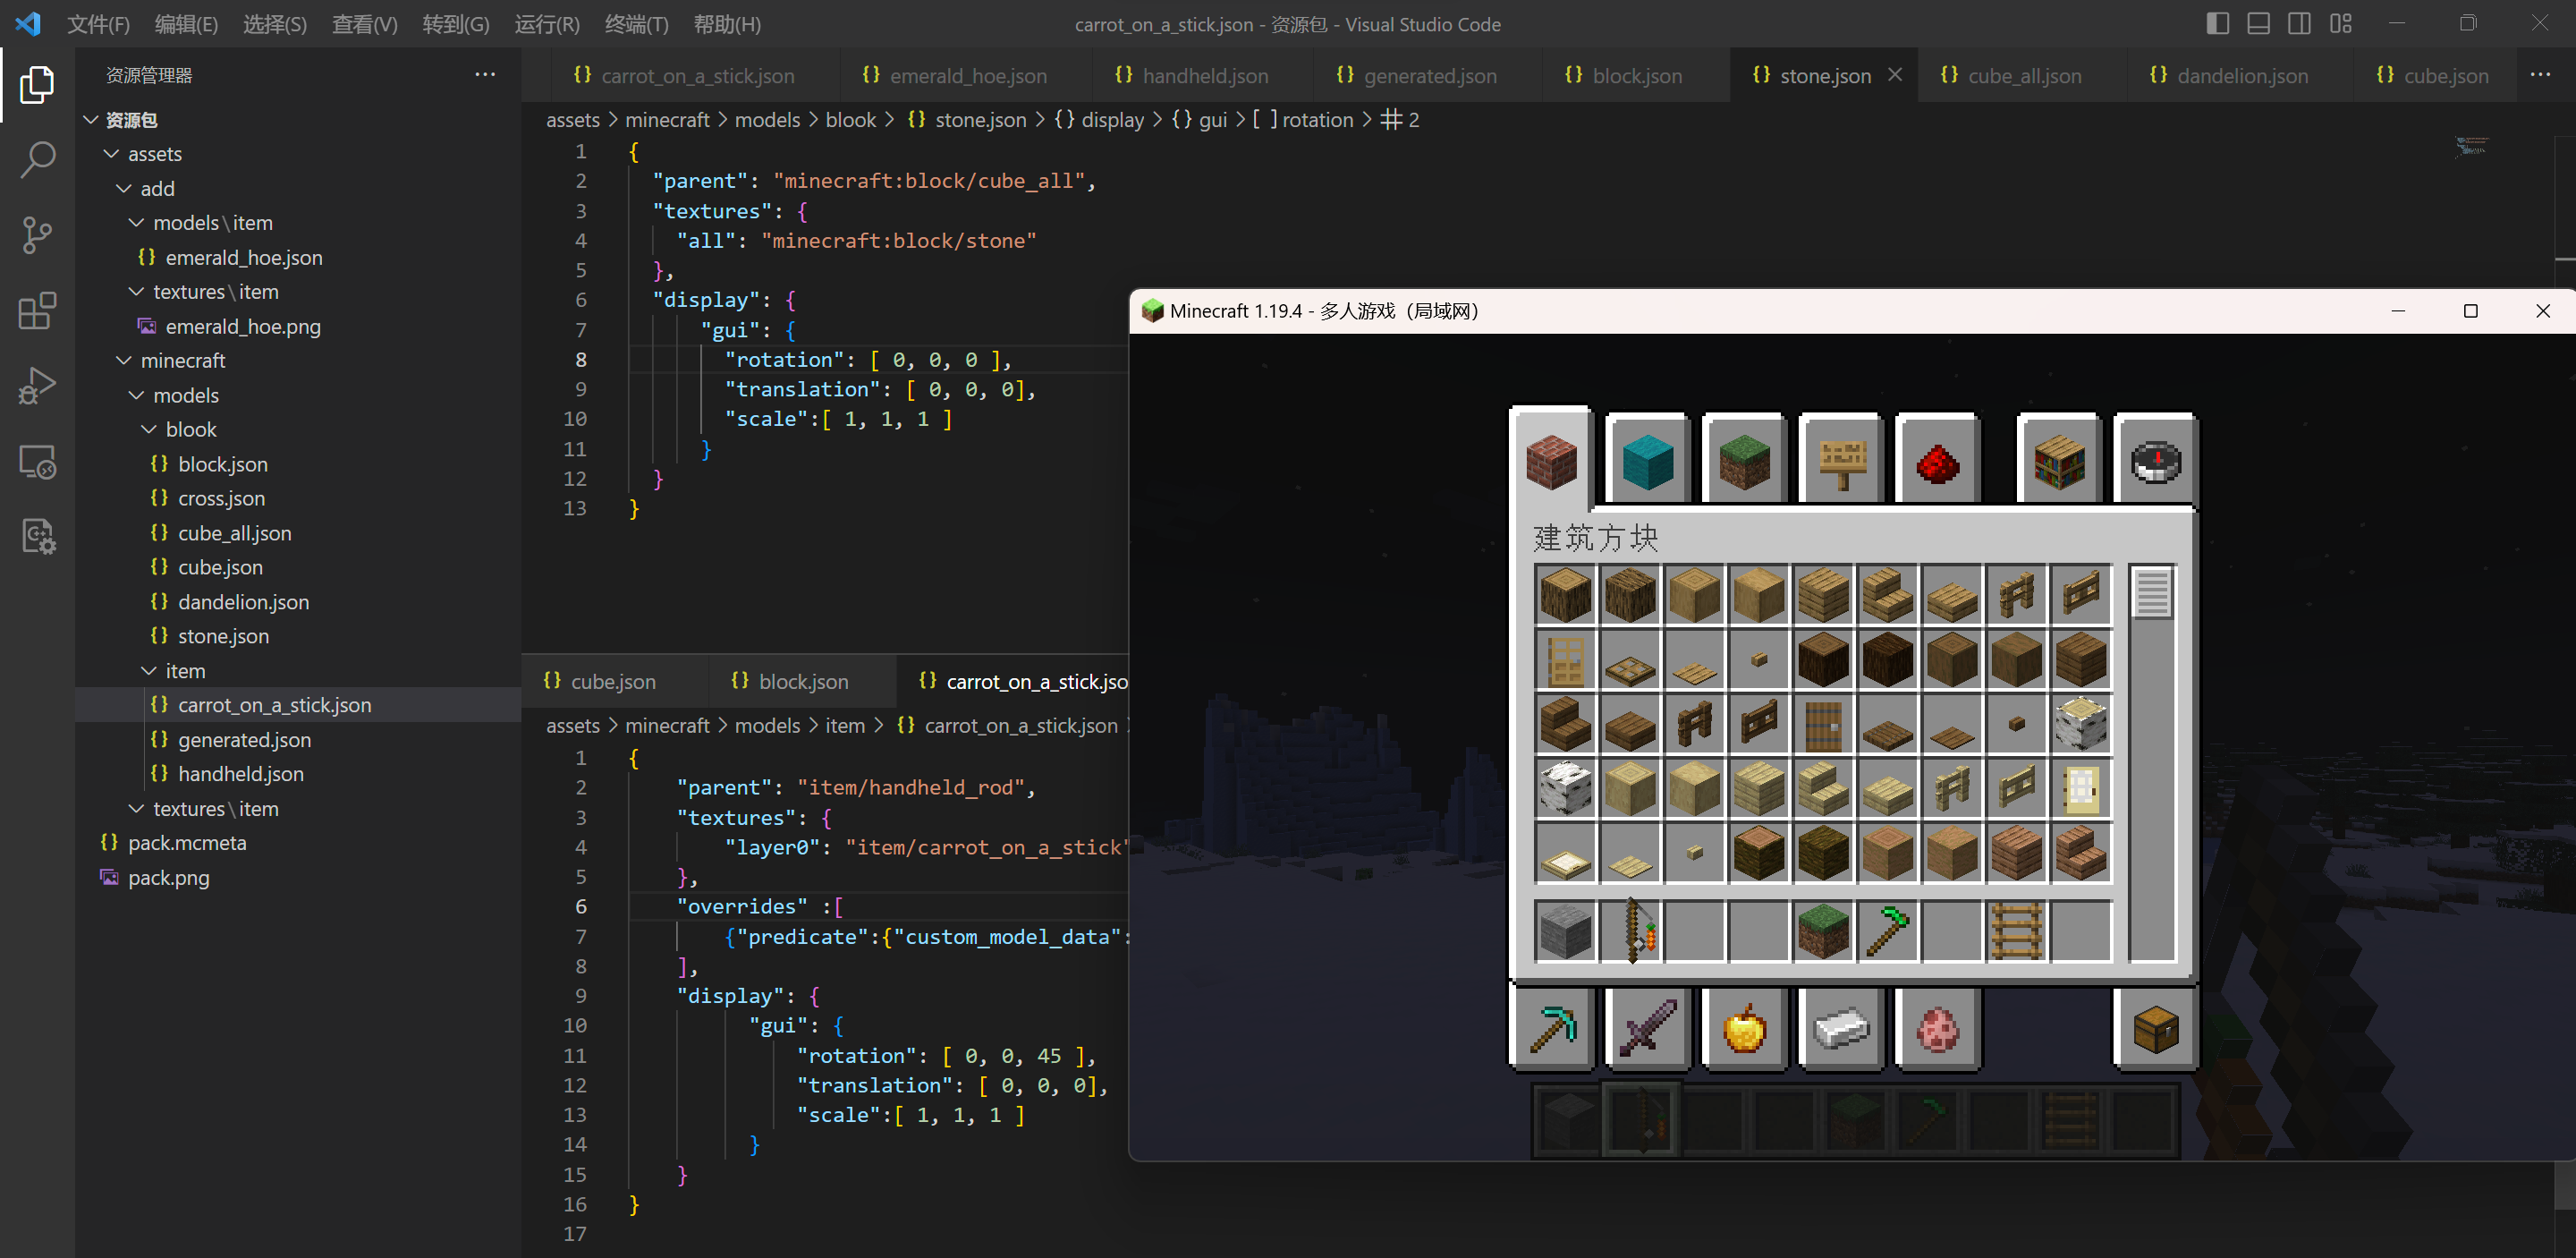 文件(F) 编辑(E) 选择(S) 查看(V) 转到(G) 运行(R) 终端(T) 帮助(H)
carrot_on_a_stick.json - 资源包 - Visual Studio Code
资源管理器
资源包
assets
add
models\item
emerald_hoe.json
textures\item
emerald_hoe.png
minecraft
models
blook
block.json
cross.json
cube_all.json
cube.json
dandelion.json
stone.json
item
carrot_on_a_stick.json
generated.json
handheld.json
textures\item
pack.mcmeta
pack.png
carrot_on_a_stick.json emerald_hoe.json handheld.json generated.json block.json stone.json cube_all.json dandelion.json cube.json
assets > minecraft > models > blook > {} stone.json > {} display > {} gui > [ ] rotation > # 2
1 {
2 "parent": "minecraft:block/cube_all",
3 "textures": {
4 "all": "minecraft:block/stone"
5 },
6 "display": {
7 "gui": {
8 "rotation": [ 0, 0, 0 ],
9 "translation": [ 0, 0, 0],
10 "scale":[ 1, 1, 1 ]
11 }
12 }
13 }
cube.json block.json carrot_on_a_stick.jso
assets > minecraft > models > item > {} carrot_on_a_stick.json >
1 {
2 "parent": "item/handheld_rod",
3 "textures": {
4 "layer0": "item/carrot_on_a_stick"
5 },
6 "overrides" :[
7 {"predicate":{"custom_model_data":
8 ],
9 "display": {
10 "gui": {
11 "rotation": [ 0, 0, 45 ],
12 "translation": [ 0, 0, 0],
13 "scale":[ 1, 1, 1 ]
14 }
15 }
16 }
17
Minecraft 1.19.4 - 多人游戏（局域网）
建筑方块